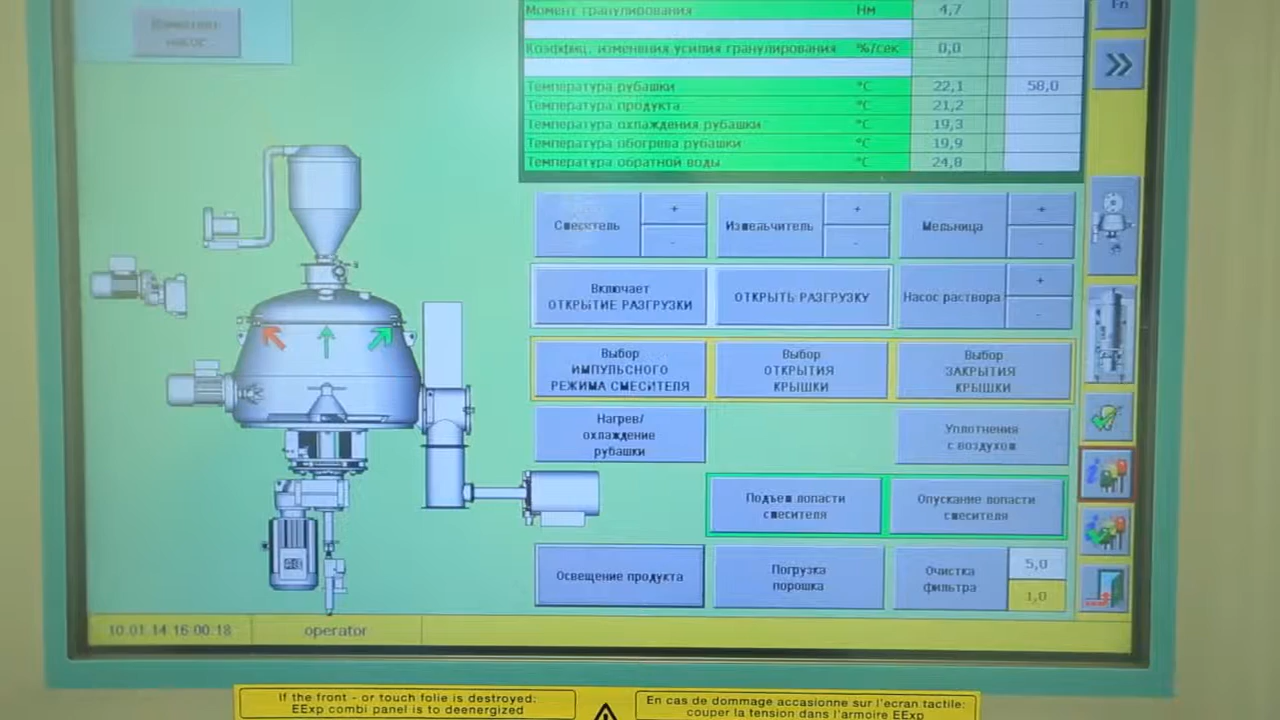 насос
Fn
Момент гранулирования Нм 4,7
Коэффиц. изменения усилия гранулирования %/сек 0,0
Температура рубашки °C 22,1 58,0
Температура продукта °C 21,2
Температура охлаждения рубашки °C 19,3
Температура обогрева рубашки °C 19,9
Температура обратной воды °C 24,8
Смеситель + -
Измельчитель + -
Мельница + -
Включает
ОТКРЫТИЕ РАЗГРУЗКИ
ОТКРЫТЬ РАЗГРУЗКУ
Насос раствора + -
Выбор
ИМПУЛЬСНОГО
РЕЖИМА СМЕСИТЕЛЯ
Выбор
ОТКРЫТИЯ
КРЫШКИ
Выбор
ЗАКРЫТИЯ
КРЫШКИ
Нагрев/
охлаждение
рубашки
Уплотнения
с воздухом
Подъем лопасти
смесителя
Опускание лопасти
смесителя
Освещение продукта
Погрузка
порошка
Очистка
фильтра
5,0
1,0
10.01.14 16:00:18 operator
If the front - or touch folie is destroyed:
EExp combi panel is to deenergized
En cas de dommage accasionne sur l'ecran tactile:
couper la tension dans l'armoire EExp